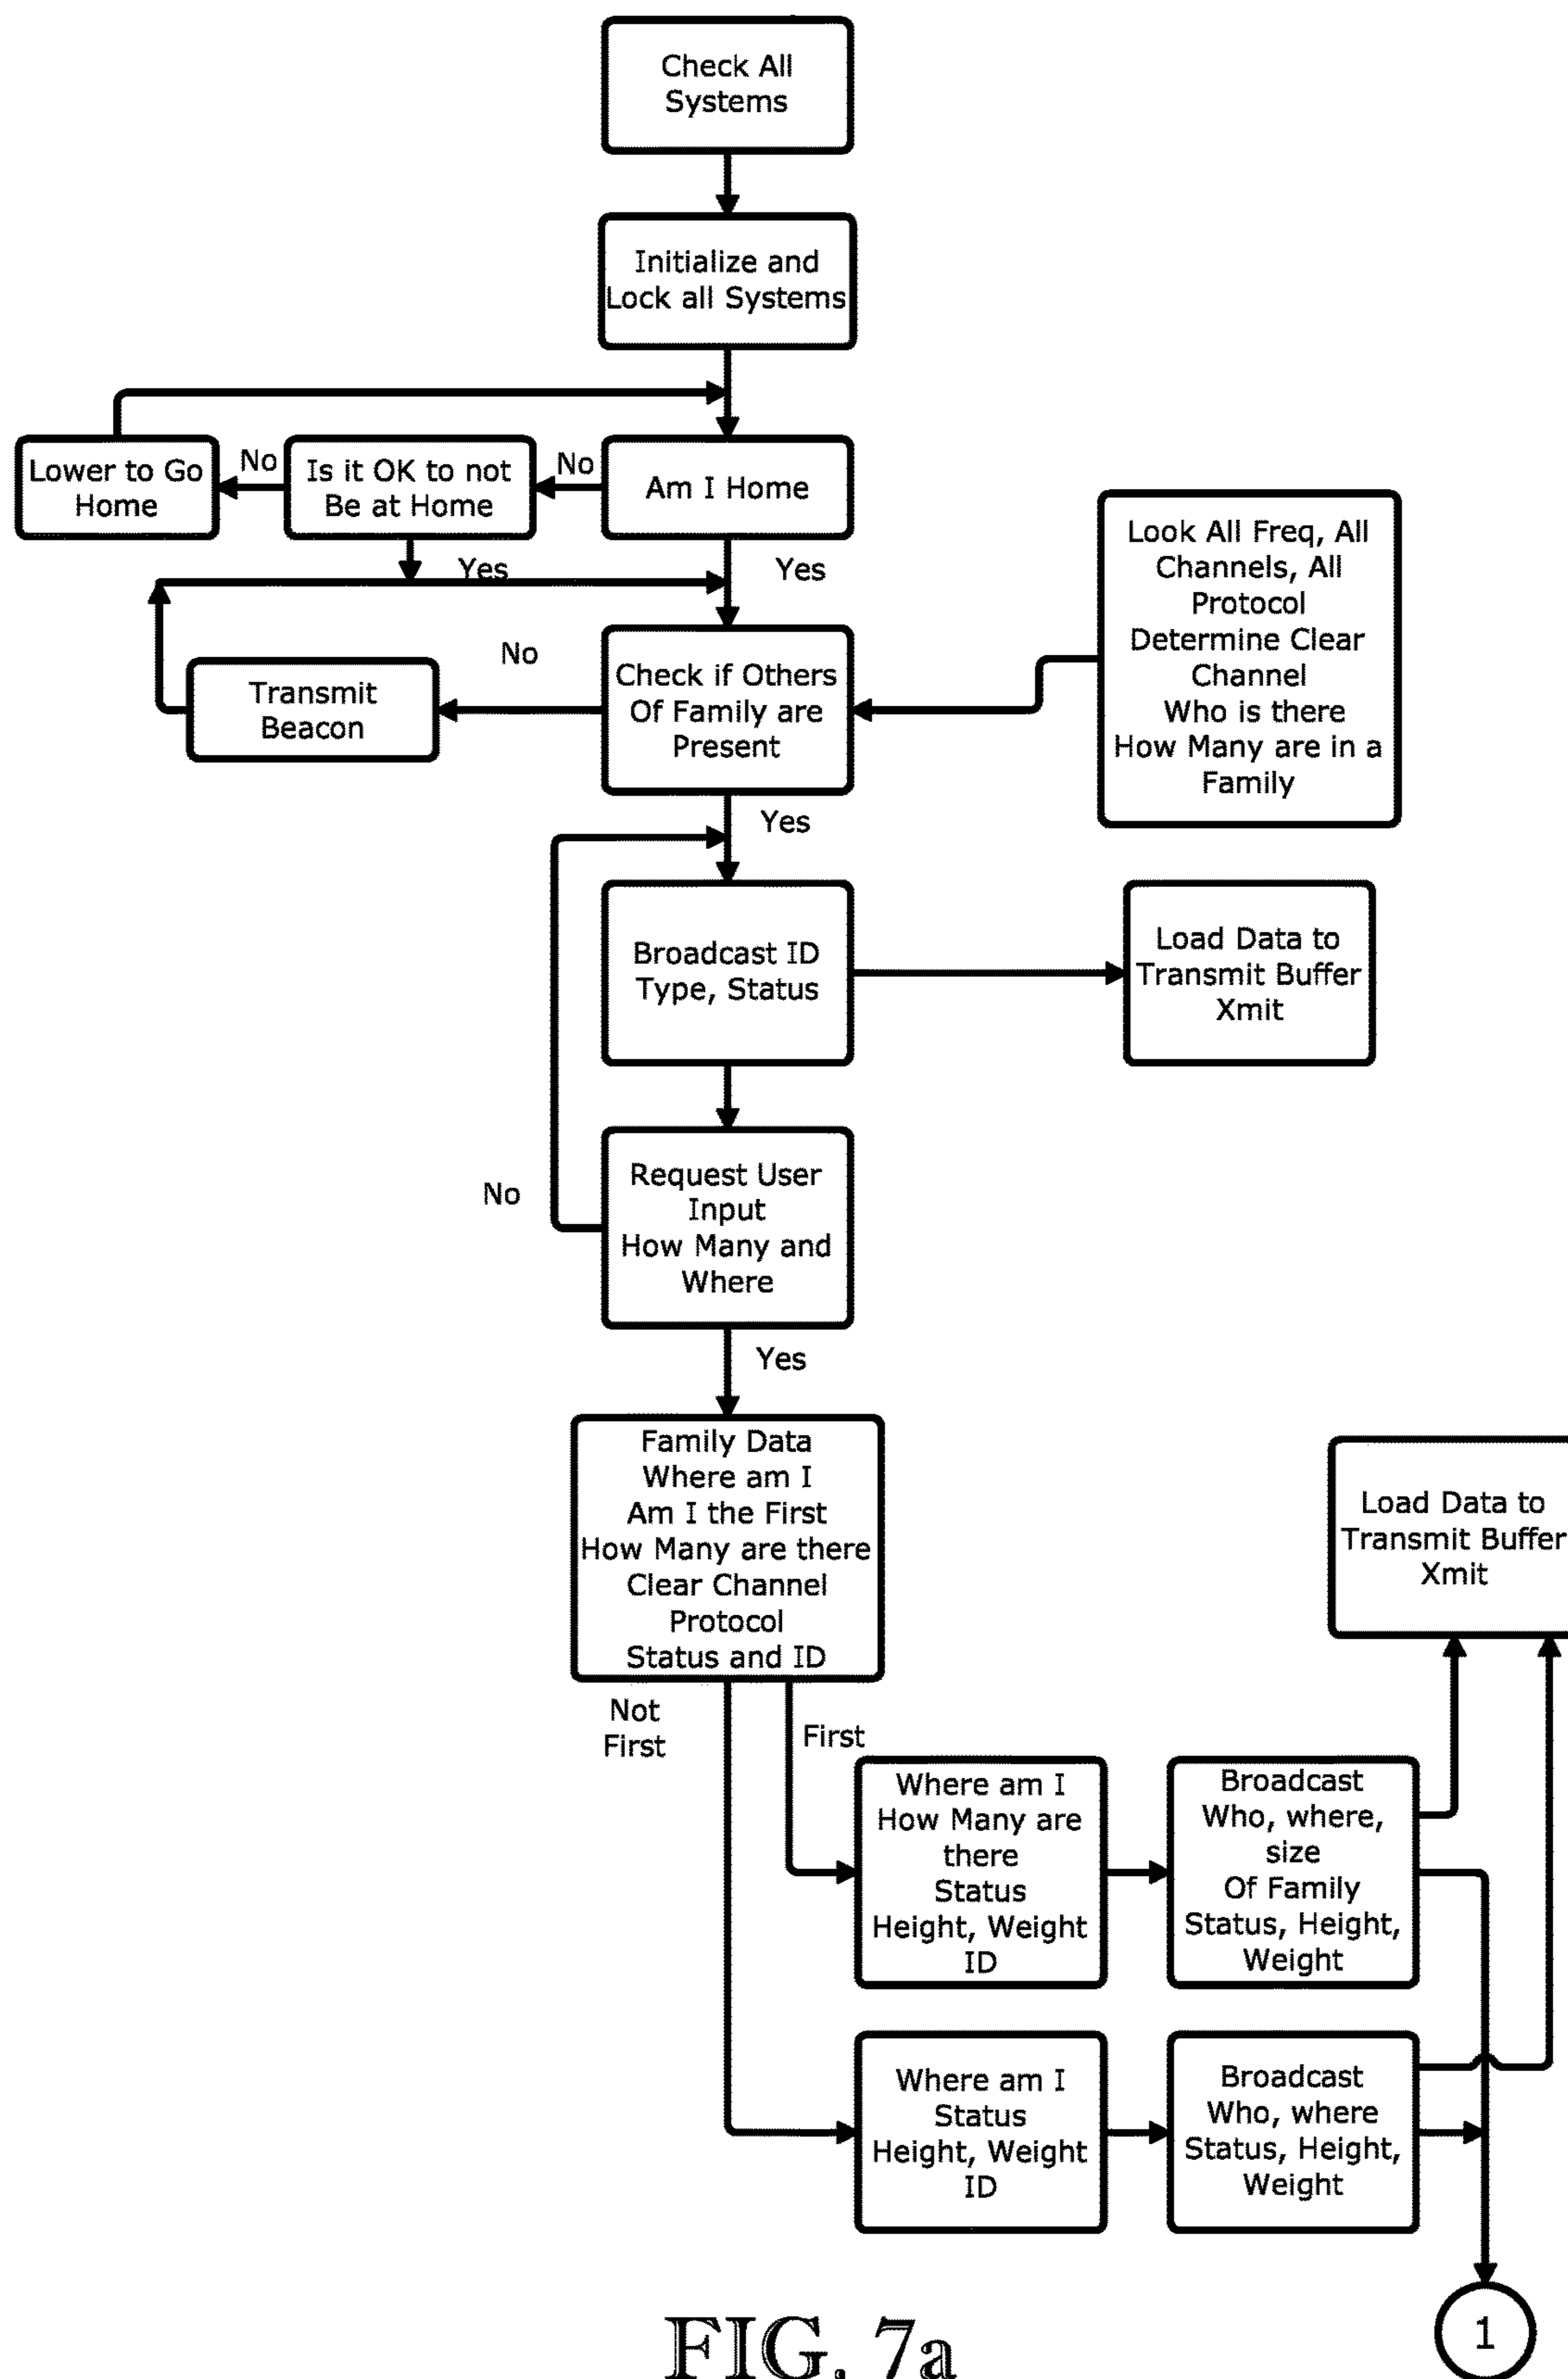 Check All
Systems
Initialize and
Lock all Systems
Lower to Go
Home
No
Is it OK to not
Be at Home
No
Am I Home
Yes
Yes
Look All Freq, All
Channels, All
Protocol
Determine Clear
Channel
Who is there
How Many are in a
Family
No
Transmit
Beacon
Check if Others
Of Family are
Present
Yes
Broadcast ID
Type, Status
Load Data to
Transmit Buffer
Xmit
No
Request User
Input
How Many and
Where
Yes
Family Data
Where am I
Am I the First
How Many are there
Clear Channel
Protocol
Status and ID
Load Data to
Transmit Buffer
Xmit
Not
First
First
Where am I
How Many are
there
Status
Height, Weight
ID
Broadcast
Who, where,
size
Of Family
Status, Height,
Weight
Where am I
Status
Height, Weight
ID
Broadcast
Who, where
Status, Height,
Weight
1
FIG. 7a